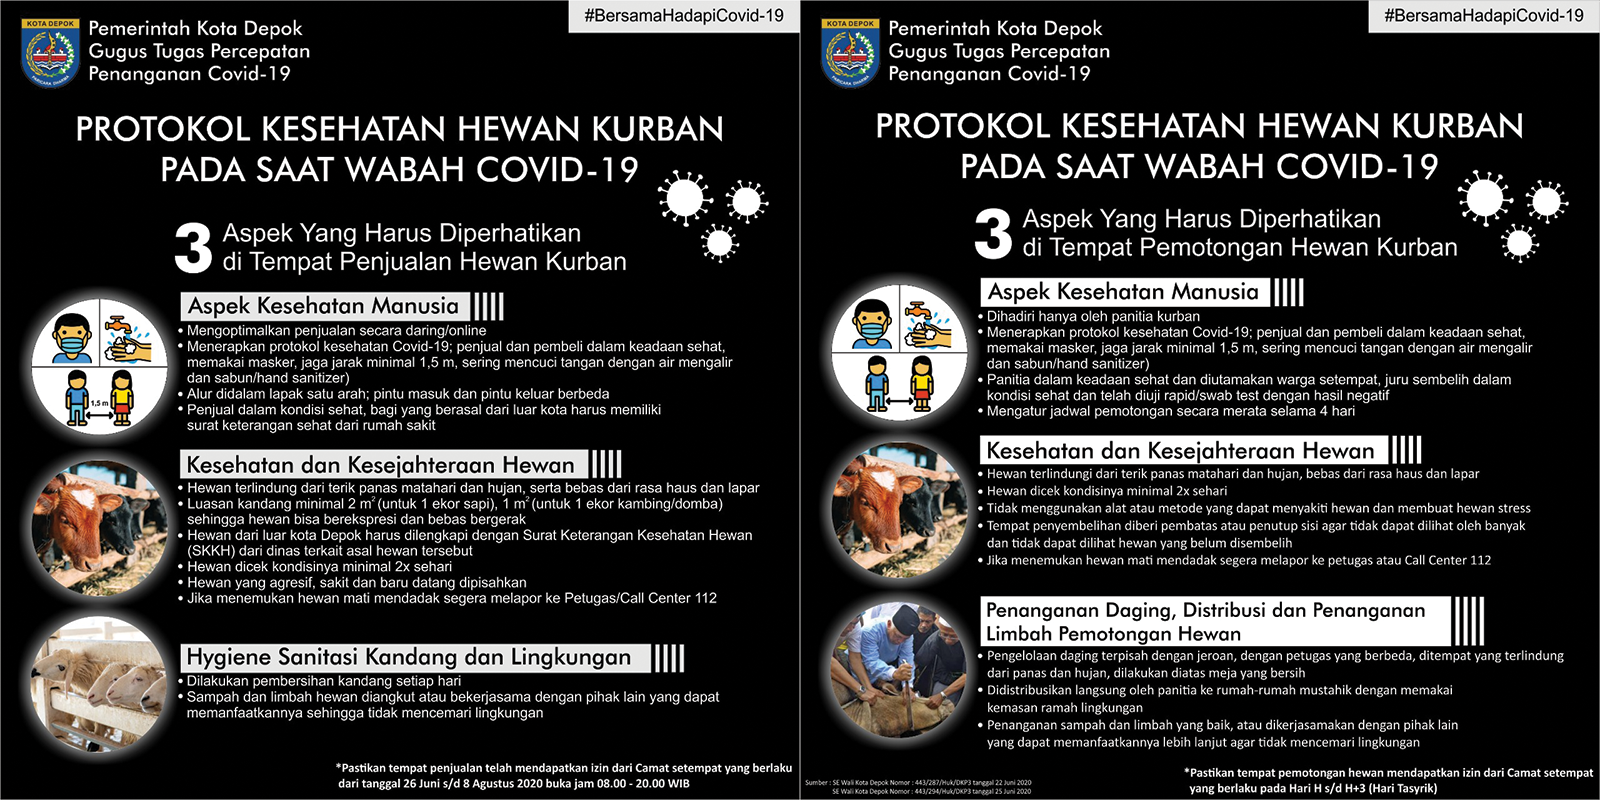 #BersamaHadapiCovid-19
KOTA DEPOK
PARICARA DHARMA
Pemerintah Kota Depok
Gugus Tugas Percepatan
Penanganan Covid-19
PROTOKOL KESEHATAN HEWAN KURBAN
PADA SAAT WABAH COVID-19
3 Aspek Yang Harus Diperhatikan
di Tempat Penjualan Hewan Kurban
1,5 m
Aspek Kesehatan Manusia
• Mengoptimalkan penjualan secara daring/online
• Menerapkan protokol kesehatan Covid-19; penjual dan pembeli dalam keadaan sehat,
memakai masker, jaga jarak minimal 1,5 m, sering mencuci tangan dengan air mengalir
dan sabun/hand sanitizer)
• Alur didalam lapak satu arah; pintu masuk dan pintu keluar berbeda
• Penjual dalam kondisi sehat, bagi yang berasal dari luar kota harus memiliki
surat keterangan sehat dari rumah sakit
Kesehatan dan Kesejahteraan Hewan
• Hewan terlindung dari terik panas matahari dan hujan, serta bebas dari rasa haus dan lapar
• Luasan kandang minimal 2 m² (untuk 1 ekor sapi), 1 m² (untuk 1 ekor kambing/domba)
sehingga hewan bisa berekspresi dan bebas bergerak
• Hewan dari luar kota Depok harus dilengkapi dengan Surat Keterangan Kesehatan Hewan
(SKKH) dari dinas terkait asal hewan tersebut
• Hewan dicek kondisinya minimal 2x sehari
• Hewan yang agresif, sakit dan baru datang dipisahkan
• Jika menemukan hewan mati mendadak segera melapor ke Petugas/Call Center 112
Hygiene Sanitasi Kandang dan Lingkungan
• Dilakukan pembersihan kandang setiap hari
• Sampah dan limbah hewan diangkut atau bekerjasama dengan pihak lain yang dapat
memanfaatkannya sehingga tidak mencemari lingkungan
*Pastikan tempat penjualan telah mendapatkan izin dari Camat setempat yang berlaku
dari tanggal 26 Juni s/d 8 Agustus 2020 buka jam 08.00 - 20.00 WIB
#BersamaHadapiCovid-19
KOTA DEPOK
PARICARA DHARMA
Pemerintah Kota Depok
Gugus Tugas Percepatan
Penanganan Covid-19
PROTOKOL KESEHATAN HEWAN KURBAN
PADA SAAT WABAH COVID-19
3 Aspek Yang Harus Diperhatikan
di Tempat Pemotongan Hewan Kurban
Aspek Kesehatan Manusia
• Dihadiri hanya oleh panitia kurban
• Menerapkan protokol kesehatan Covid-19; penjual dan pembeli dalam keadaan sehat,
memakai masker, jaga jarak minimal 1,5 m, sering mencuci tangan dengan air mengalir
dan sabun/hand sanitizer)
• Panitia dalam keadaan sehat dan diutamakan warga setempat, juru sembelih dalam
kondisi sehat dan telah diuji rapid/swab test dengan hasil negatif
• Mengatur jadwal pemotongan secara merata selama 4 hari
Kesehatan dan Kesejahteraan Hewan
• Hewan terlindungi dari terik panas matahari dan hujan, bebas dari rasa haus dan lapar
• Hewan dicek kondisinya minimal 2x sehari
• Tidak menggunakan alat atau metode yang dapat menyakiti hewan dan membuat hewan stress
• Tempat penyembelihan diberi pembatas atau penutup sisi agar tidak dapat dilihat oleh banyak
dan tidak dapat dilihat hewan yang belum disembelih
• Jika menemukan hewan mati mendadak segera melapor ke petugas atau Call Center 112
Penanganan Daging, Distribusi dan Penanganan
Limbah Pemotongan Hewan
• Pengelolaan daging terpisah dengan jeroan, dengan petugas yang berbeda, ditempat yang terlindung
dari panas dan hujan, dilakukan diatas meja yang bersih
• Didistribusikan langsung oleh panitia ke rumah-rumah mustahik dengan memakai
kemasan ramah lingkungan
• Penanganan sampah dan limbah yang baik, atau dikerjasamakan dengan pihak lain
yang dapat memanfaatkannya lebih lanjut agar tidak mencemari lingkungan
Sumber : SE Wali Kota Depok Nomor : 443/287/Huk/DKP3 tanggal 22 Juni 2020
SE Wali Kota Depok Nomor : 443/294/Huk/DKP3 tanggal 25 Juni 2020
*Pastikan tempat pemotongan hewan mendapatkan izin dari Camat setempat
yang berlaku pada Hari H s/d H+3 (Hari Tasyrik)